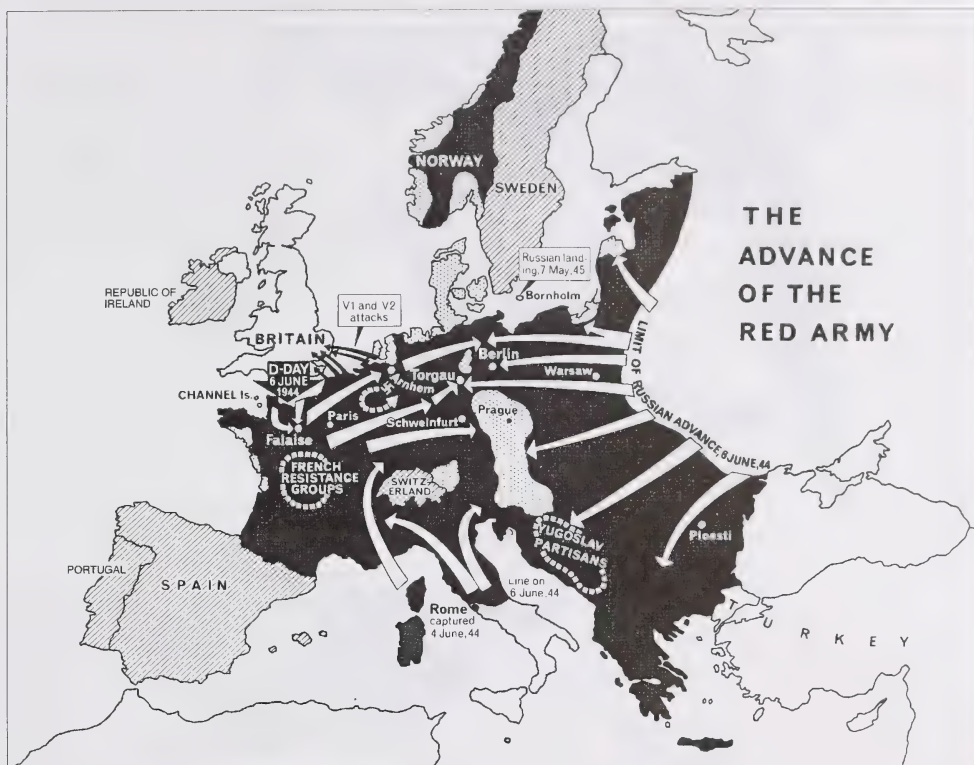 THE
ADVANCE
OF THE
RED ARMY
NORWAY
SWEDEN
Russian land-
ing, 7 May, 45
Bornholm
REPUBLIC OF
IRELAND
V1 and V2
attacks
BRITAIN
D-DAY
6 JUNE
1944
CHANNEL Is.
Arnhem
Berlin
Torgau
Warsaw
LIMIT OF RUSSIAN ADVANCE, 6 JUNE, 44
Paris
Prague
Schweinfurt
Falaise
FRENCH
RESISTANCE
GROUPS
SWITZ-
ERLAND
YUGOSLAV
PARTISANS
Ploesti
PORTUGAL
SPAIN
Line on
6 June, 44
Rome
captured
4 June, 44
TURKEY